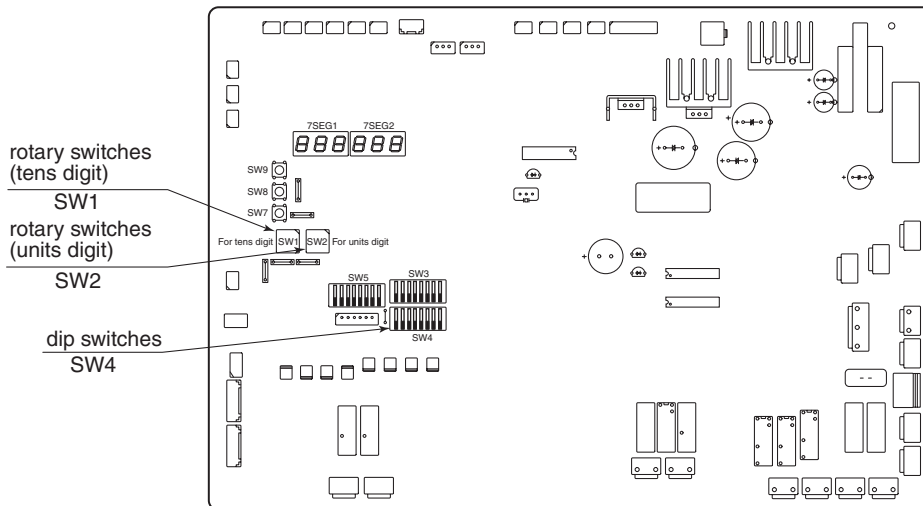 7SEG1 7SEG2
rotary switches
(tens digit)
SW1
SW9
SW8
SW7
rotary switches
(units digit)
SW2
For tens digit SW1 SW2 For units digit
SW5 SW3
dip switches
SW4
SW4